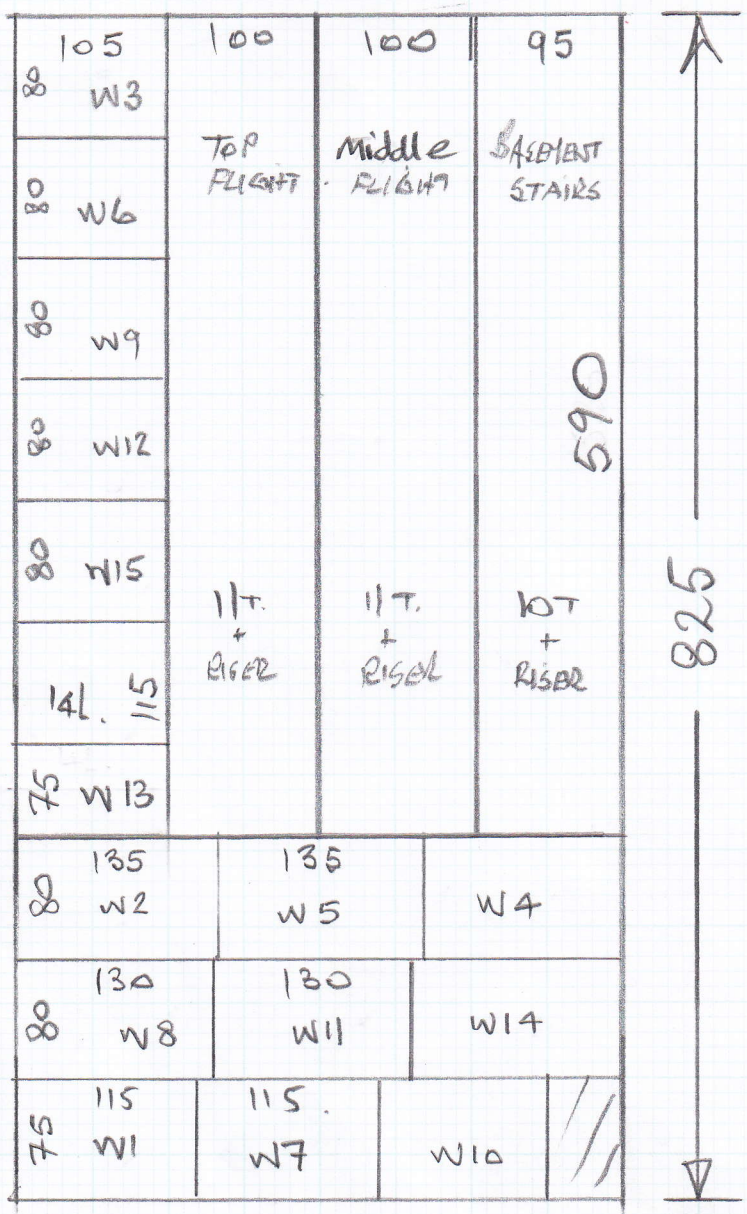 105 100 100 95
80 W3
TOP Middle BASEMENT
FLIGHT FLIGHT STAIRS
80 W6
80 W9
590
80 W12
80 W15
825
11T. 11T. 10T
+ + +
RISER RISER RISER
141. 115
75 W13
135 135
80 W2 W5 W4
130 130
80 W8 W11 W14
115 115.
75 W1 W7 W10